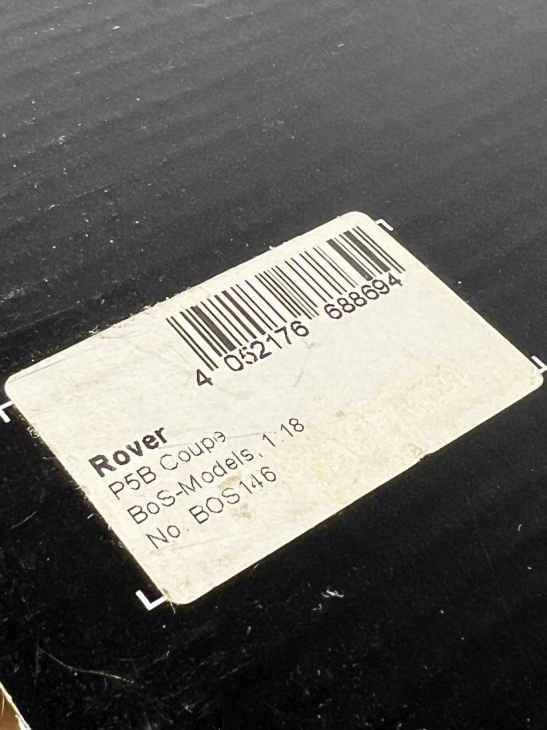 4 052176 688694
Rover
P5B Coupe
BoS-Models, 1:18
No. BOS146